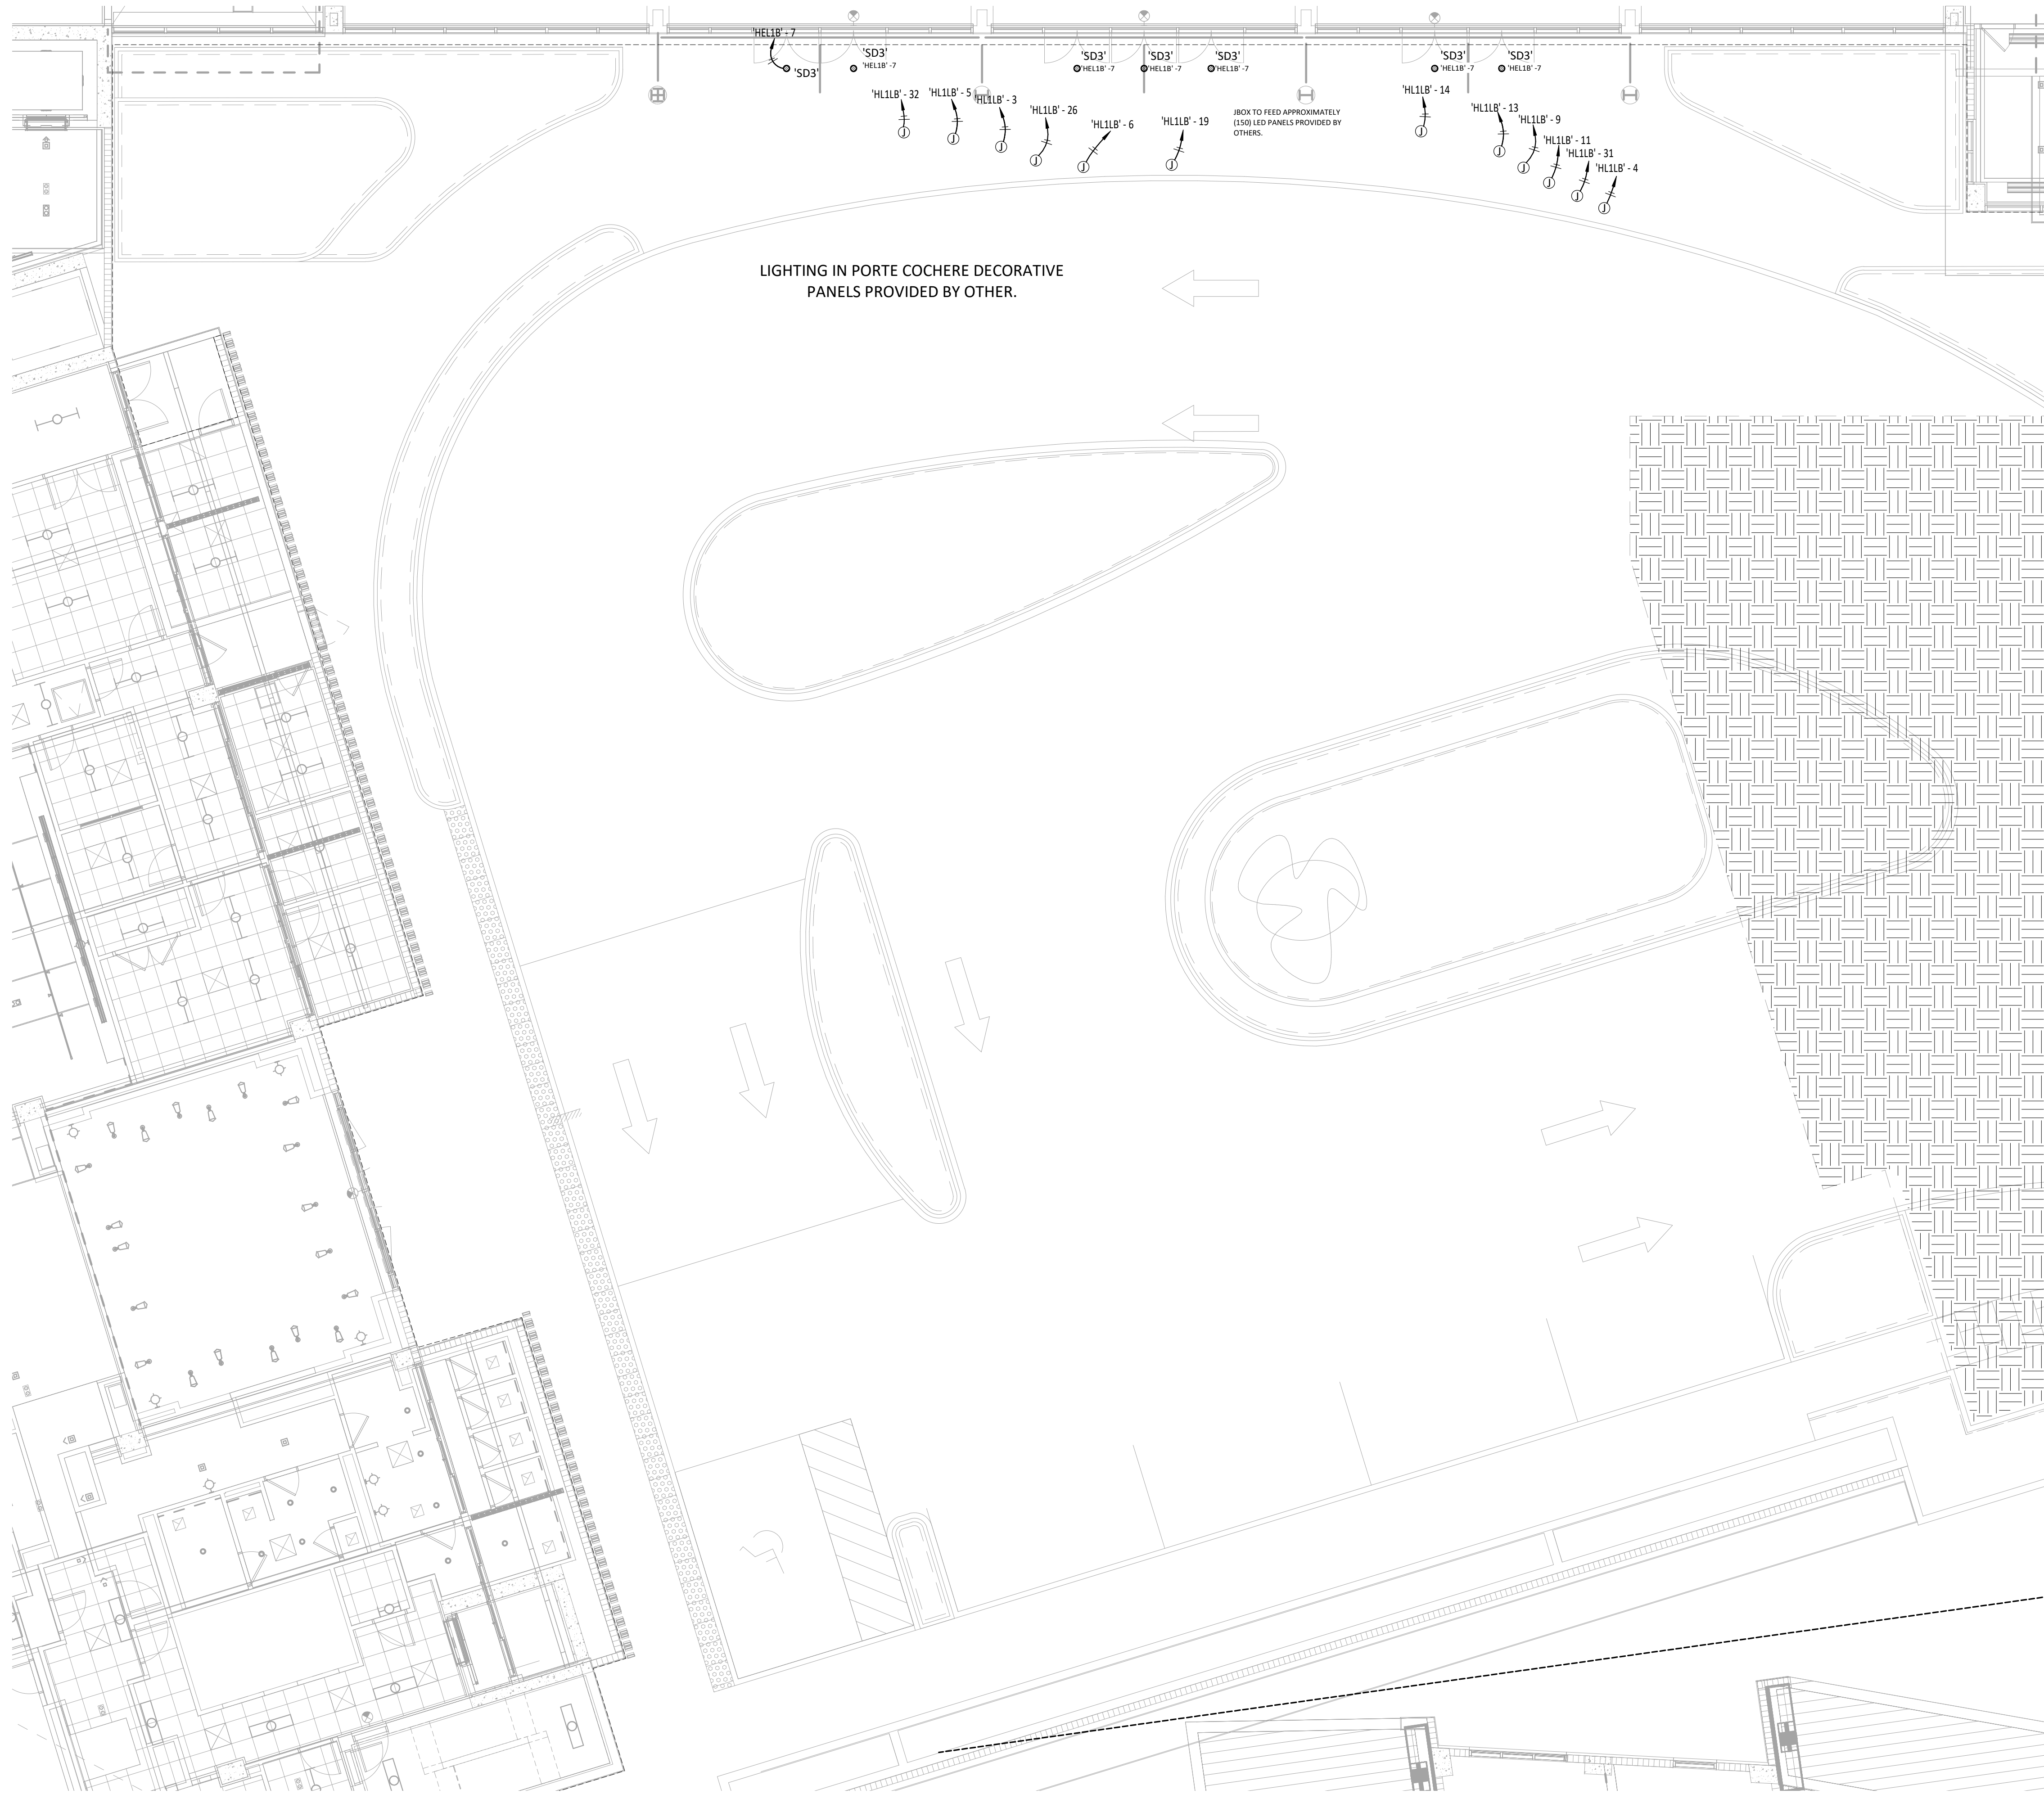 'HEL1B' - 7
'SD3'
'SD3'
'HEL1B' -7
'SD3'
'HEL1B' -7
'SD3'
'HEL1B' -7
'SD3'
'HEL1B' -7
'SD3'
'HEL1B' -7
'SD3'
'HEL1B' -7
'HL1LB' - 32
J
'HL1LB' - 5
J
'HL1LB' - 3
J
'HL1LB' - 26
J
'HL1LB' - 6
J
'HL1LB' - 19
J
JBOX TO FEED APPROXIMATELY
(150) LED PANELS PROVIDED BY
OTHERS.
'HL1LB' - 14
J
'HL1LB' - 13
J
'HL1LB' - 9
J
'HL1LB' - 11
J
'HL1LB' - 31
J
'HL1LB' - 4
J
LIGHTING IN PORTE COCHERE DECORATIVE
PANELS PROVIDED BY OTHER.